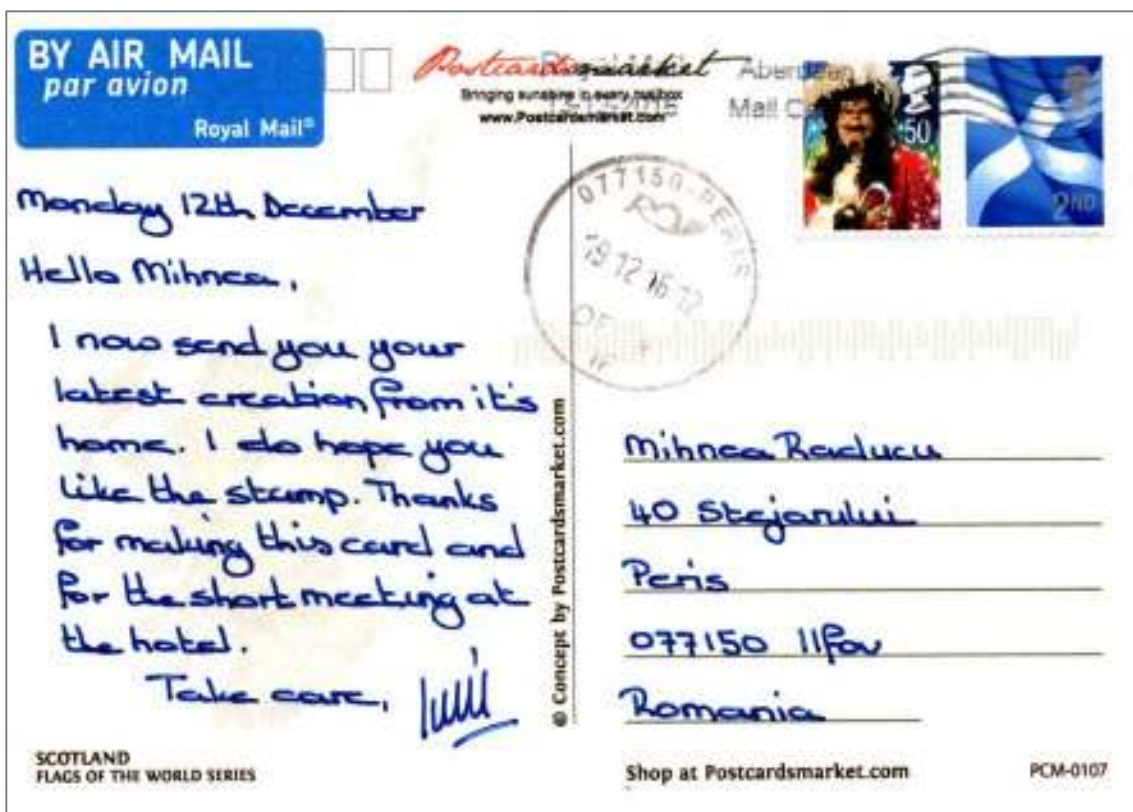 BY AIR MAIL
par avion
Royal Mail®
Postcardsmarket
Bringing sunshine in every mailbox
www.Postcardsmarket.com
Aberdeen
Mail
50
2ND
077150-PERIS
19.12.16-12
Monday 12th December
Hello Mihnea,
I now send you your
latest creation from it's
home. I do hope you
like the stamp. Thanks
for making this card and
for the short meeting at
the hotel.
Take care,
SCOTLAND
FLAGS OF THE WORLD SERIES
© Concept by Postcardsmarket.com
Mihnea Raducu
40 Stejarului
Peris
077150 Ilfov
Romania
Shop at Postcardsmarket.com
PCM-0107